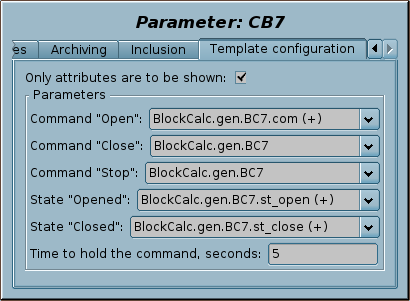 Parameter: CB7
es Archiving Inclusion Template configuration
Only attributes are to be shown:
Parameters
Command "Open": BlockCalc.gen.BC7.com (+)
Command "Close": BlockCalc.gen.BC7
Command "Stop": BlockCalc.gen.BC7
State "Opened": BlockCalc.gen.BC7.st_open (+)
State "Closed": BlockCalc.gen.BC7.st_close (+)
Time to hold the command, seconds: 5